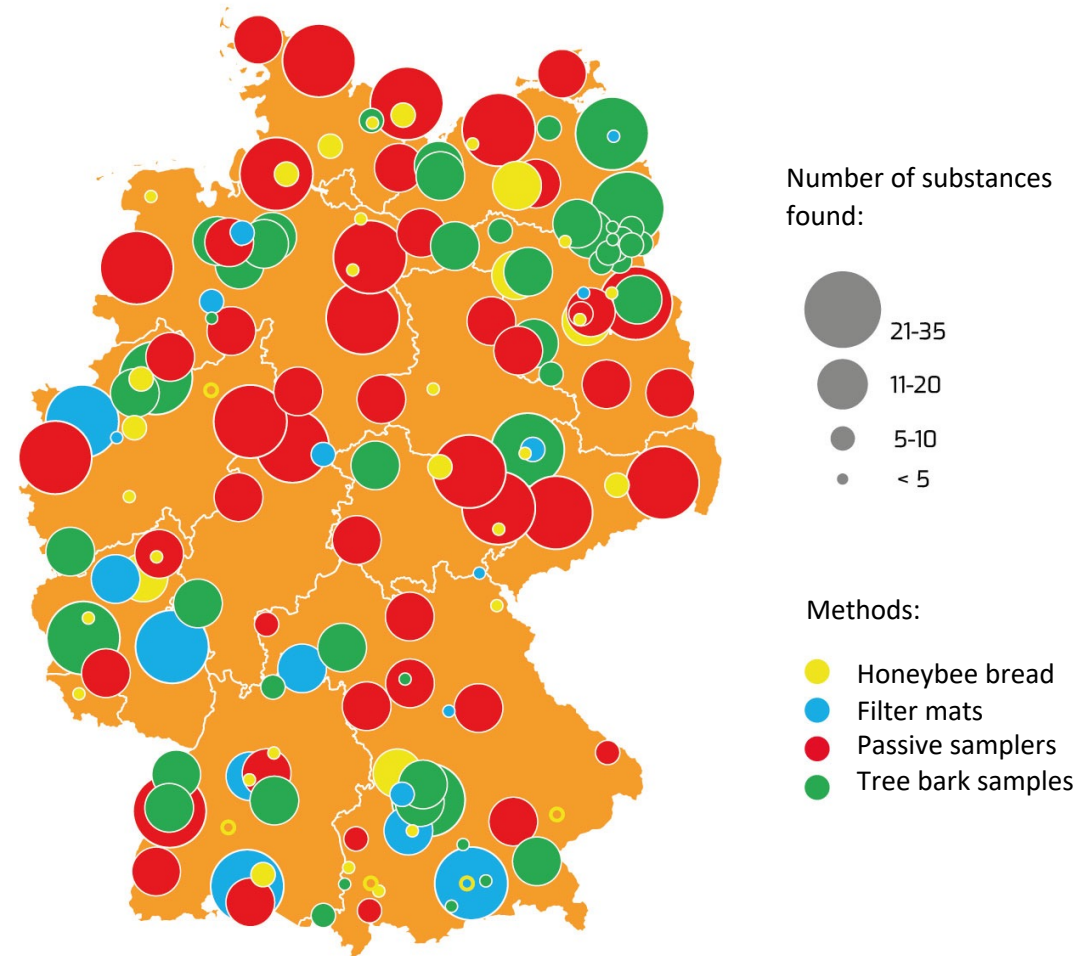 Number of substances
found:
21-35
11-20
5-10
< 5
Methods:
Honeybee bread
Filter mats
Passive samplers
Tree bark samples